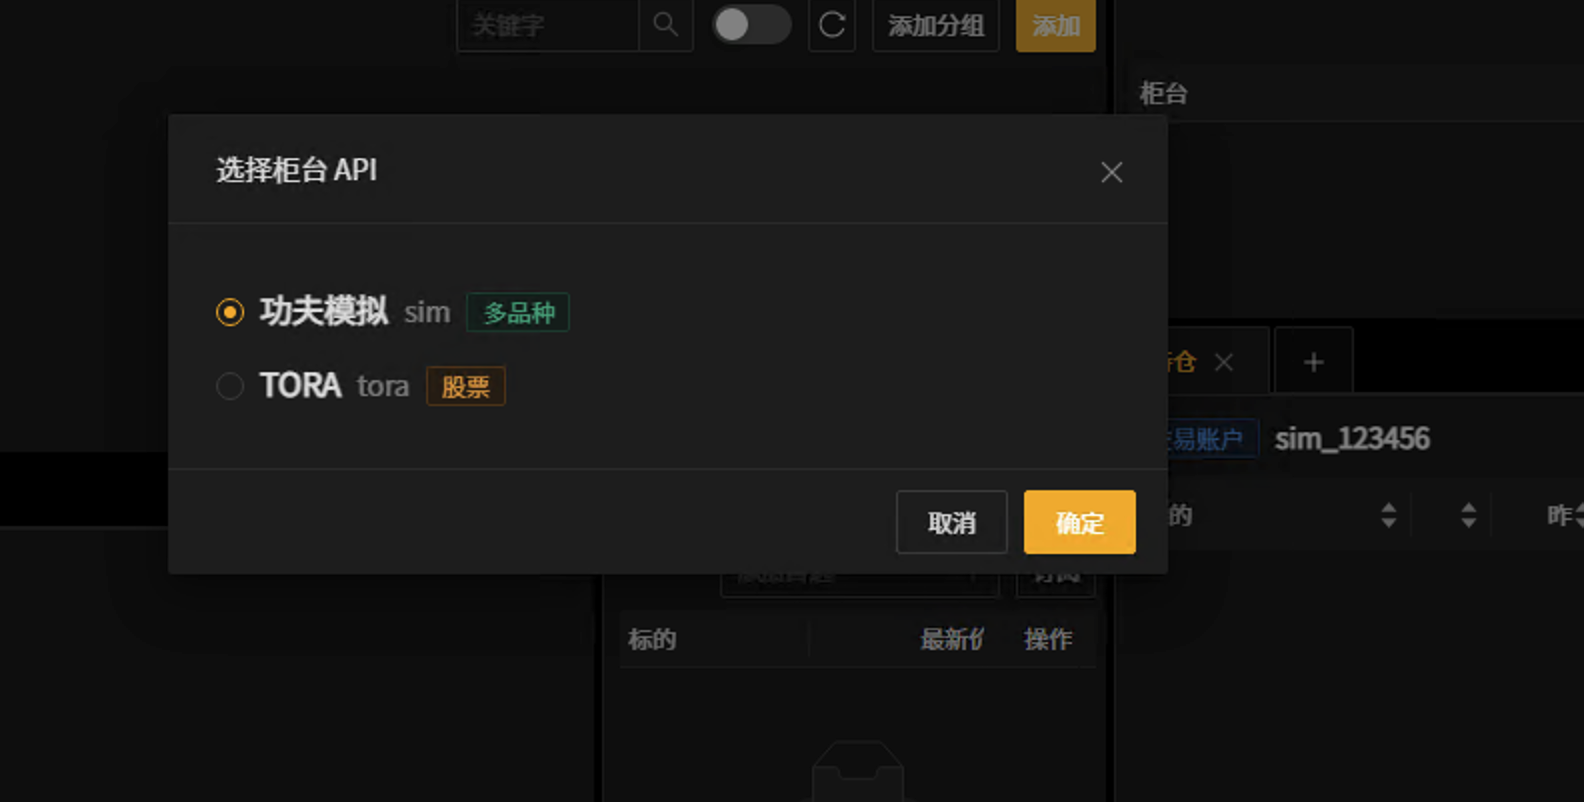 关键字
添加分组
添加
柜台
选择柜台 API
功夫模拟 sim 多品种
TORA tora 股票
仓
易账户 sim_123456
取消 确定
的
昨
标的 最新价 操作